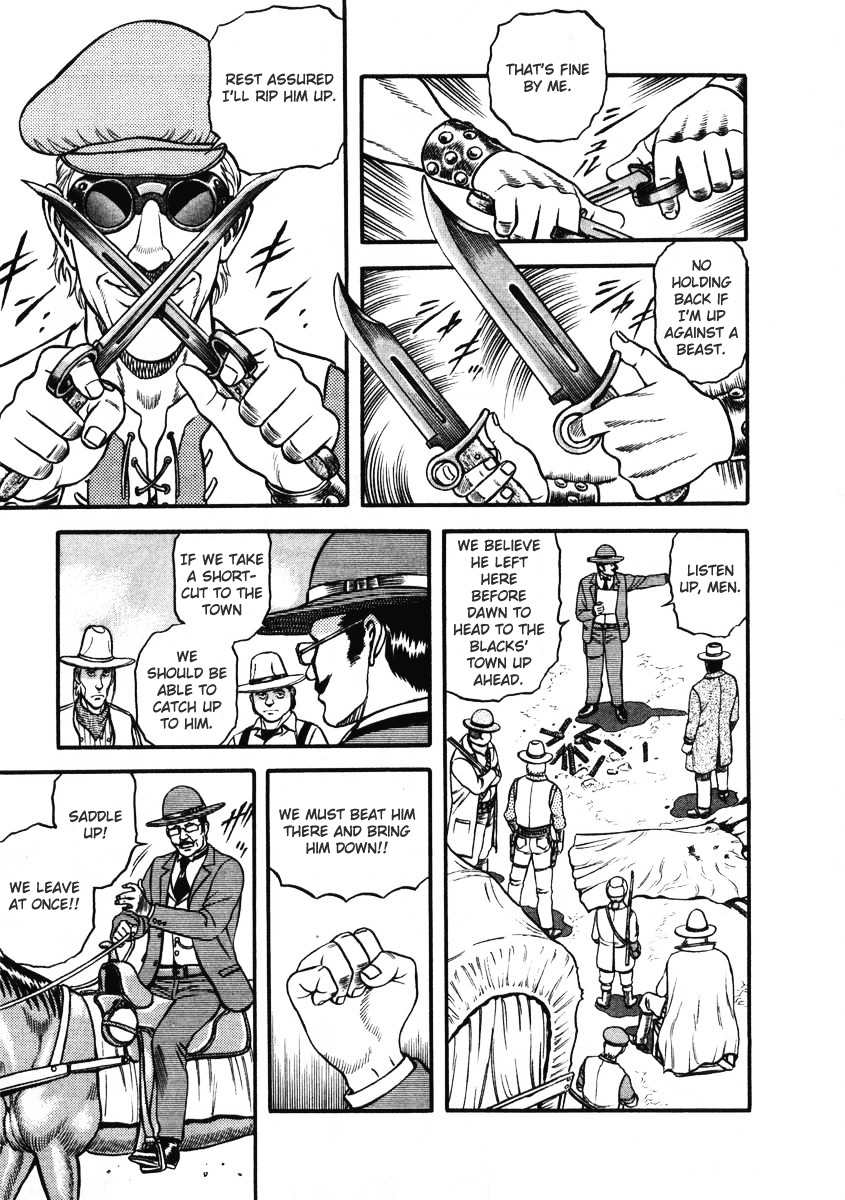 THAT'S FINE
BY ME.
NO
HOLDING
BACK IF
I'M UP
AGAINST A
BEAST.
REST ASSURED
I'LL RIP HIM UP.
LISTEN
UP, MEN.
WE BELIEVE
HE LEFT
HERE
BEFORE
DAWN TO
HEAD TO THE
BLACKS'
TOWN UP
AHEAD.
IF WE TAKE
A SHORT-
CUT TO THE
TOWN
WE
SHOULD BE
ABLE TO
CATCH UP
TO HIM.
WE MUST BEAT HIM
THERE AND BRING
HIM DOWN!!
SADDLE
UP!
WE LEAVE
AT ONCE!!